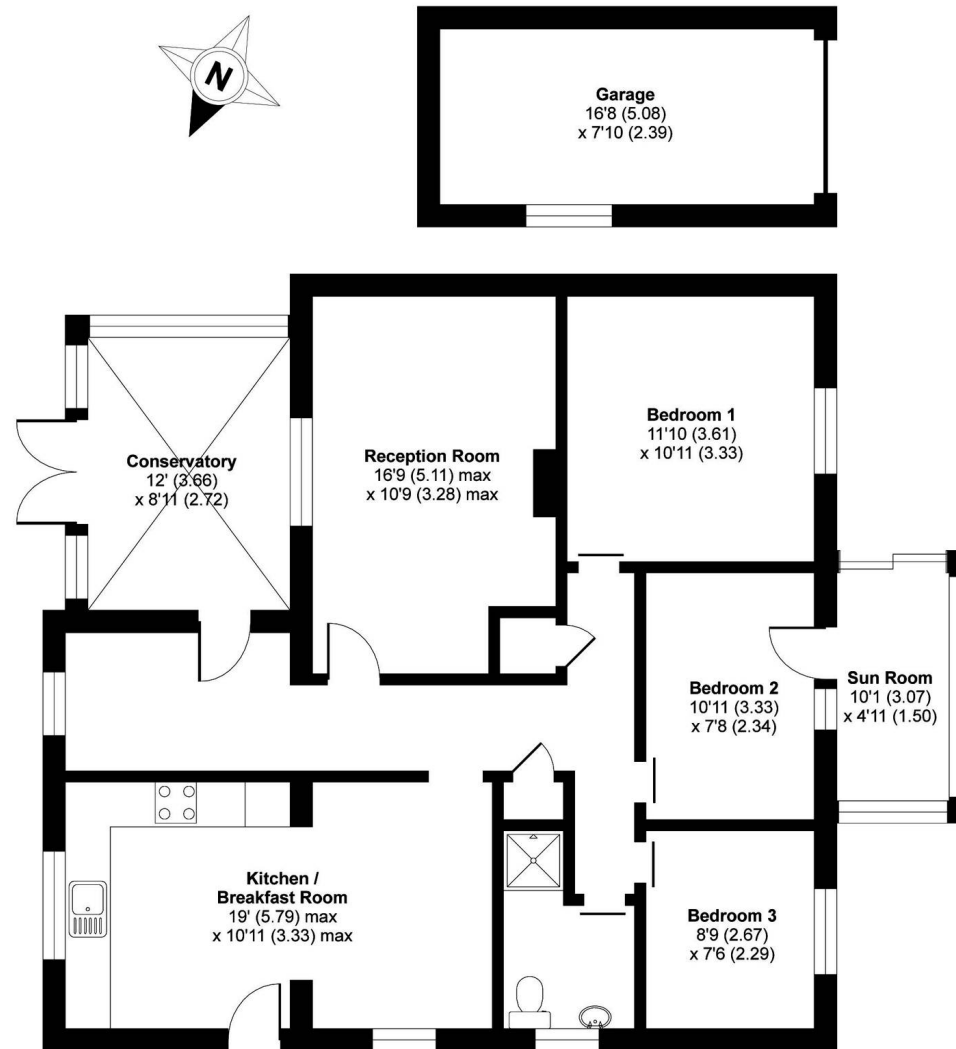 N
Garage
16'8 (5.08)
x 7'10 (2.39)
Conservatory
12' (3.66)
x 8'11 (2.72)
Reception Room
16'9 (5.11) max
x 10'9 (3.28) max
Bedroom 1
11'10 (3.61)
x 10'11 (3.33)
Bedroom 2
10'11 (3.33)
x 7'8 (2.34)
Sun Room
10'1 (3.07)
x 4'11 (1.50)
Kitchen /
Breakfast Room
19' (5.79) max
x 10'11 (3.33) max
Bedroom 3
8'9 (2.67)
x 7'6 (2.29)